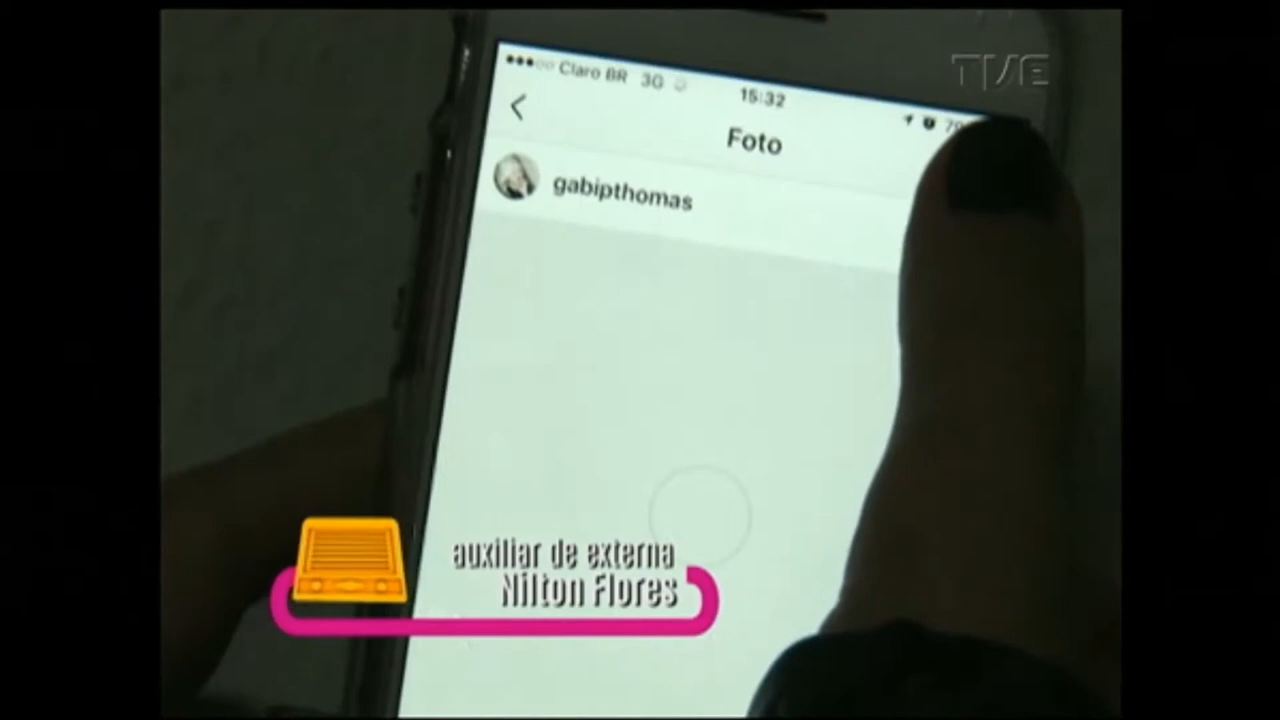 TVE
Claro BR 3G 15:32
Foto
gabipthomas
auxiliar de externa
Nilton Flores